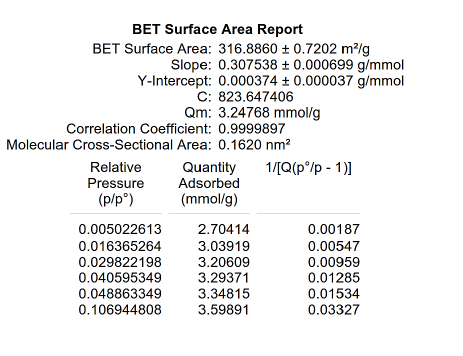 BET Surface Area Report
BET Surface Area: 316.8860 ± 0.7202 m²/g
Slope: 0.307538 ± 0.000699 g/mmol
Y-Intercept: 0.000374 ± 0.000037 g/mmol
C: 823.647406
Qm: 3.24768 mmol/g
Correlation Coefficient: 0.9999897
Molecular Cross-Sectional Area: 0.1620 nm²
Relative Pressure (p/p°) Quantity Adsorbed (mmol/g) 1/[Q(p°/p - 1)]
0.005022613 2.70414 0.00187
0.016365264 3.03919 0.00547
0.029822198 3.20609 0.00959
0.040595349 3.29371 0.01285
0.048863349 3.34815 0.01534
0.106944808 3.59891 0.03327